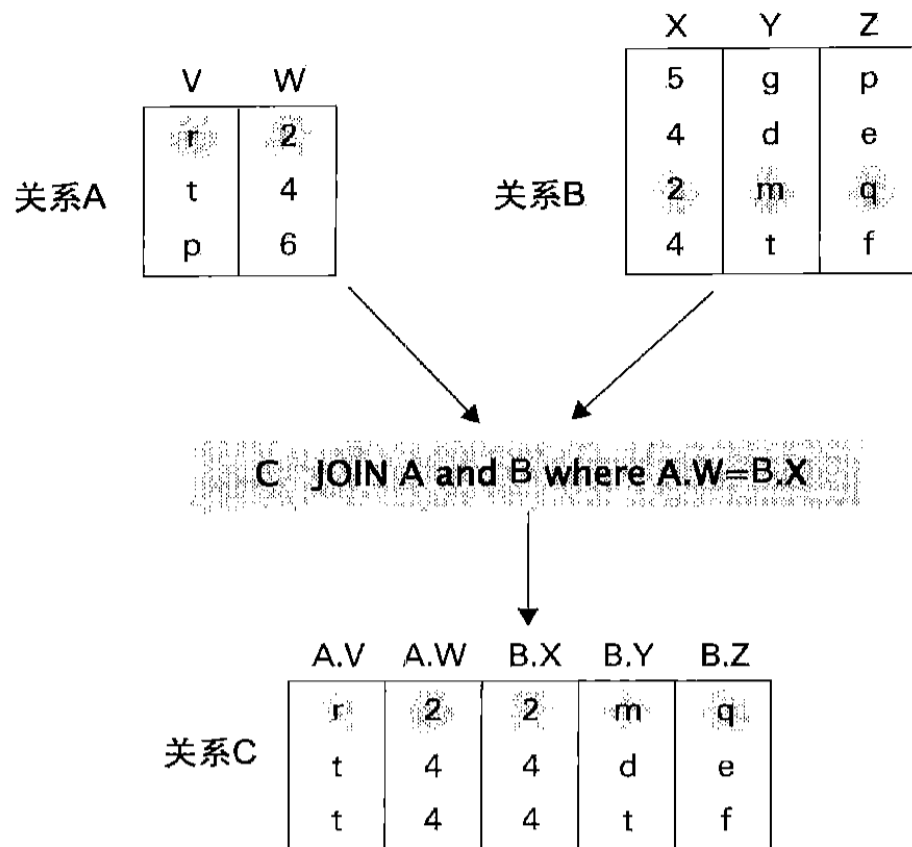 V W
r 2
t 4
p 6
关系A
X Y Z
5 g p
4 d e
2 m q
4 t f
关系B
C JOIN A and B where A.W=B.X
A.V A.W B.X B.Y B.Z
r 2 2 m q
t 4 4 d e
t 4 4 t f
关系C